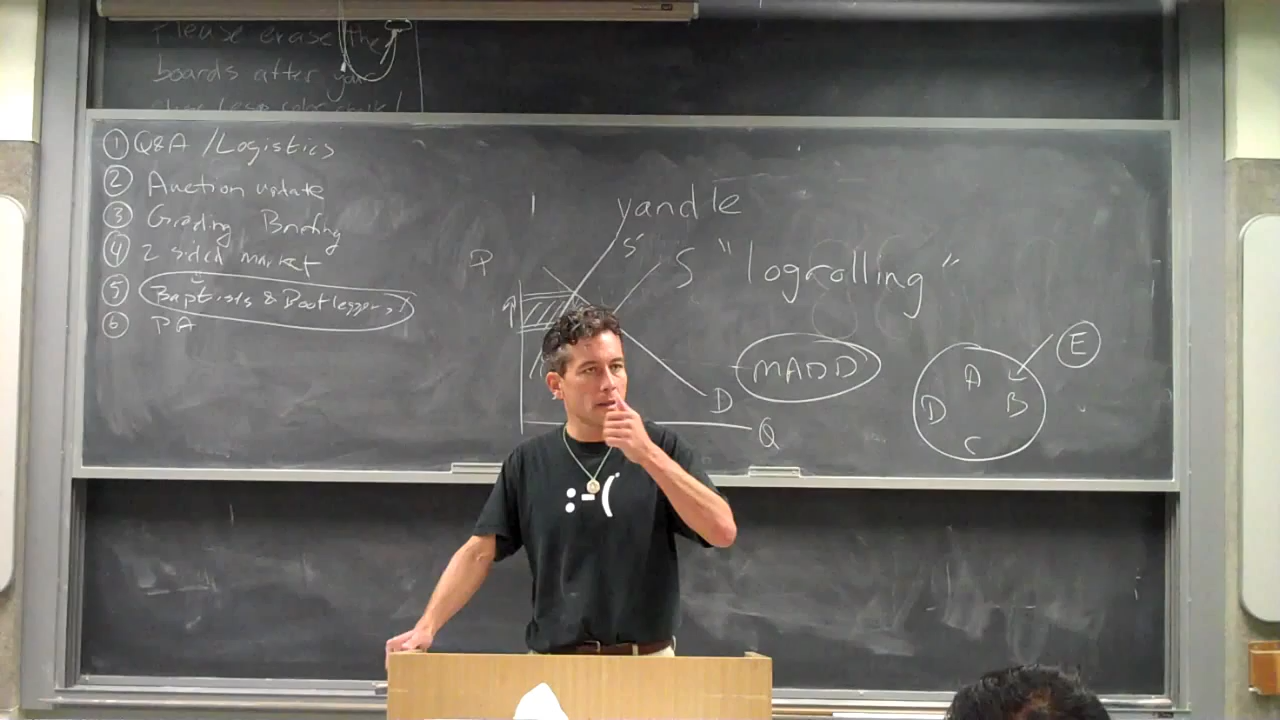 Please erase the
boards after your
① Q&A / Logistics
② Auction update
③ Grading Briefing
④ 2 sided market
⑤ Baptists & Bootleggers!
⑥ PA
yandle
P
S'
S
"logrolling"
D
Q
MADD
E
A
D
B
C
:-(